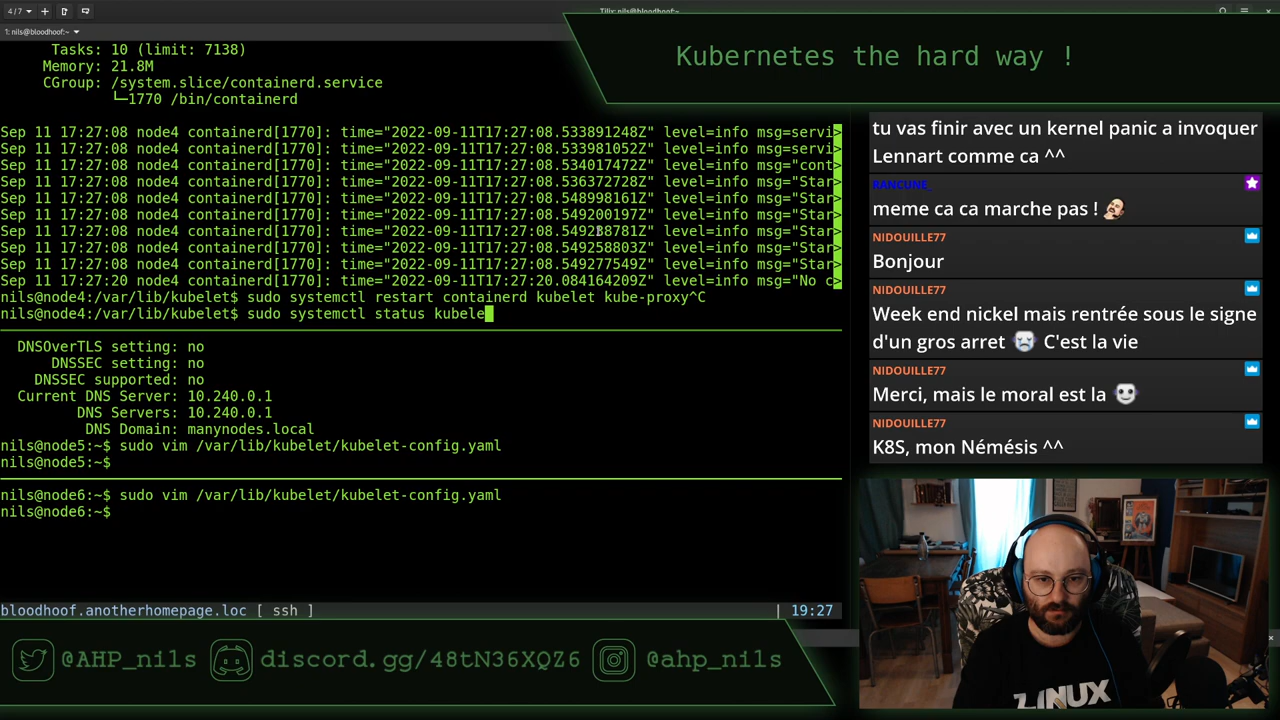 4/7
Tilix: nils@bloodhoof:~
1: nils@bloodhoof:~
Tasks: 10 (limit: 7138)
Memory: 21.8M
CGroup: /system.slice/containerd.service
└─1770 /bin/containerd
Sep 11 17:27:08 node4 containerd[1770]: time="2022-09-11T17:27:08.533891248Z" level=info msg=servi>
Sep 11 17:27:08 node4 containerd[1770]: time="2022-09-11T17:27:08.533981052Z" level=info msg=servi>
Sep 11 17:27:08 node4 containerd[1770]: time="2022-09-11T17:27:08.534017472Z" level=info msg="cont>
Sep 11 17:27:08 node4 containerd[1770]: time="2022-09-11T17:27:08.536372728Z" level=info msg="Star>
Sep 11 17:27:08 node4 containerd[1770]: time="2022-09-11T17:27:08.548998161Z" level=info msg="Star>
Sep 11 17:27:08 node4 containerd[1770]: time="2022-09-11T17:27:08.549200197Z" level=info msg="Star>
Sep 11 17:27:08 node4 containerd[1770]: time="2022-09-11T17:27:08.549238781Z" level=info msg="Star>
Sep 11 17:27:08 node4 containerd[1770]: time="2022-09-11T17:27:08.549258803Z" level=info msg="Star>
Sep 11 17:27:08 node4 containerd[1770]: time="2022-09-11T17:27:08.549277549Z" level=info msg="Star>
Sep 11 17:27:20 node4 containerd[1770]: time="2022-09-11T17:27:20.084164209Z" level=info msg="No c>
nils@node4:/var/lib/kubelet$ sudo systemctl restart containerd kubelet kube-proxy^C
nils@node4:/var/lib/kubelet$ sudo systemctl status kubele
DNSOverTLS setting: no
DNSSEC setting: no
DNSSEC supported: no
Current DNS Server: 10.240.0.1
DNS Servers: 10.240.0.1
DNS Domain: manynodes.local
nils@node5:~$ sudo vim /var/lib/kubelet/kubelet-config.yaml
nils@node5:~$
nils@node6:~$ sudo vim /var/lib/kubelet/kubelet-config.yaml
nils@node6:~$
bloodhoof.anotherhomepage.loc [ ssh ] | 19:27
Kubernetes the hard way !
tu vas finir avec un kernel panic a invoquer
Lennart comme ca ^^
RANCUNE_
meme ca ca marche pas !
NIDOUILLE77
Bonjour
NIDOUILLE77
Week end nickel mais rentrée sous le signe
d'un gros arret C'est la vie
NIDOUILLE77
Merci, mais le moral est la
NIDOUILLE77
K8S, mon Némésis ^^
LINUX
@AHP_nils discord.gg/48tN36XQZ6 @ahp_nils